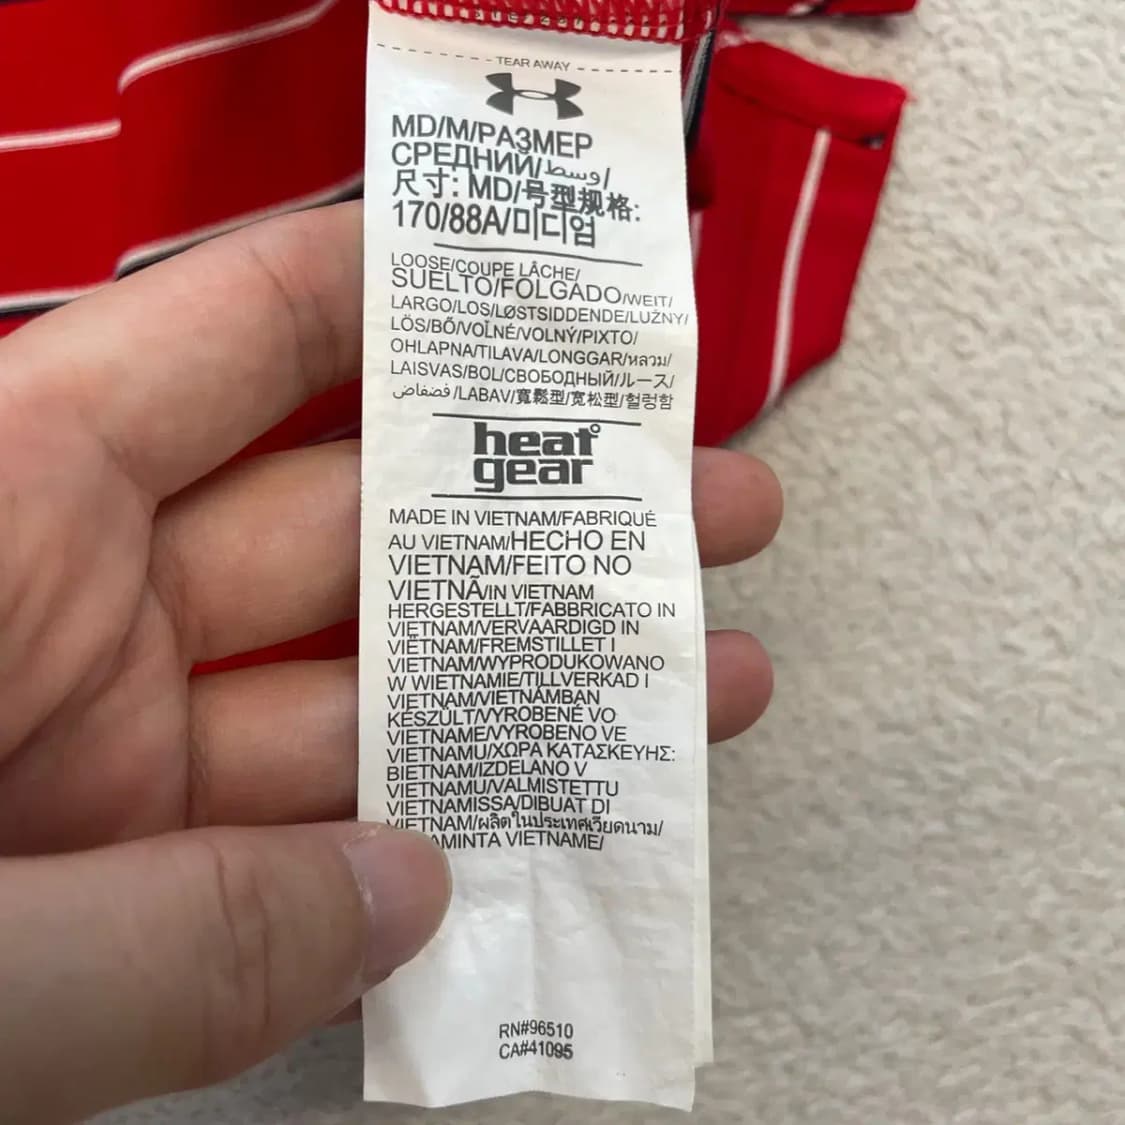 TEAR AWAY
MD/M/РАЗМЕР
СРЕДНИЙ/وسط/
尺寸: MD/号型规格:
170/88A/미디엄
LOOSE/COUPE LÂCHE/
SUELTO/FOLGADO/WEIT/
LARGO/LOS/LØSTSIDDENDE/LUŹNY/
LÖS/BŐ/VOĽNÉ/VOLNÝ/ΡΙΧΤΟ/
OHLAPNA/TILAVA/LONGGAR/หลวม/
LAISVAS/BOL/СВОБОДНЫЙ/ルース/
فضفاض/LABAV/寬鬆型/宽松型/헐렁함
heat°
gear
MADE IN VIETNAM/FABRIQUÉ
AU VIETNAM/HECHO EN
VIETNAM/FEITO NO
VIETNÃ/IN VIETNAM
HERGESTELLT/FABBRICATO IN
VIETNAM/VERVAARDIGD IN
VIËTNAM/FREMSTILLET I
VIETNAM/WYPRODUKOWANO
W WIETNAMIE/TILLVERKAD I
VIETNAM/VIETNÁMBAN
KÉSZÜLT/VYROBENÉ VO
VIETNAME/VYROBENO VE
VIETNAMU/ΧΩΡΑ ΚΑΤΑΣΚΕΥΗΣ:
ΒΙΕΤΝΑΜ/IZDELANO V
VIETNAMU/VALMISTETTU
VIETNAMISSA/DIBUAT DI
VIETNAM/ผลิตในประเทศเวียดนาม/
AMINTA VIETNAME/
RN#96510
CA#41095